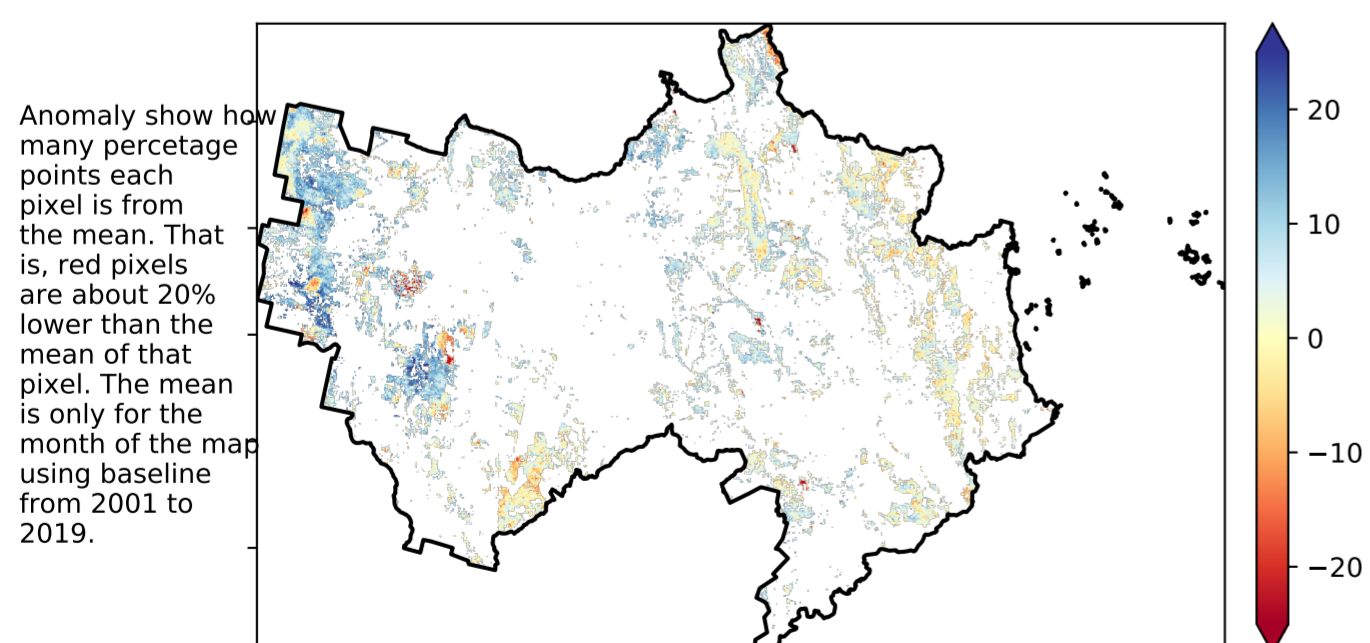 Anomaly show how
many percetage
points each
pixel is from
the mean. That
is, red pixels
are about 20%
lower than the
mean of that
pixel. The mean
is only for the
month of the map
using baseline
from 2001 to
2019.
20
10
0
−10
−20